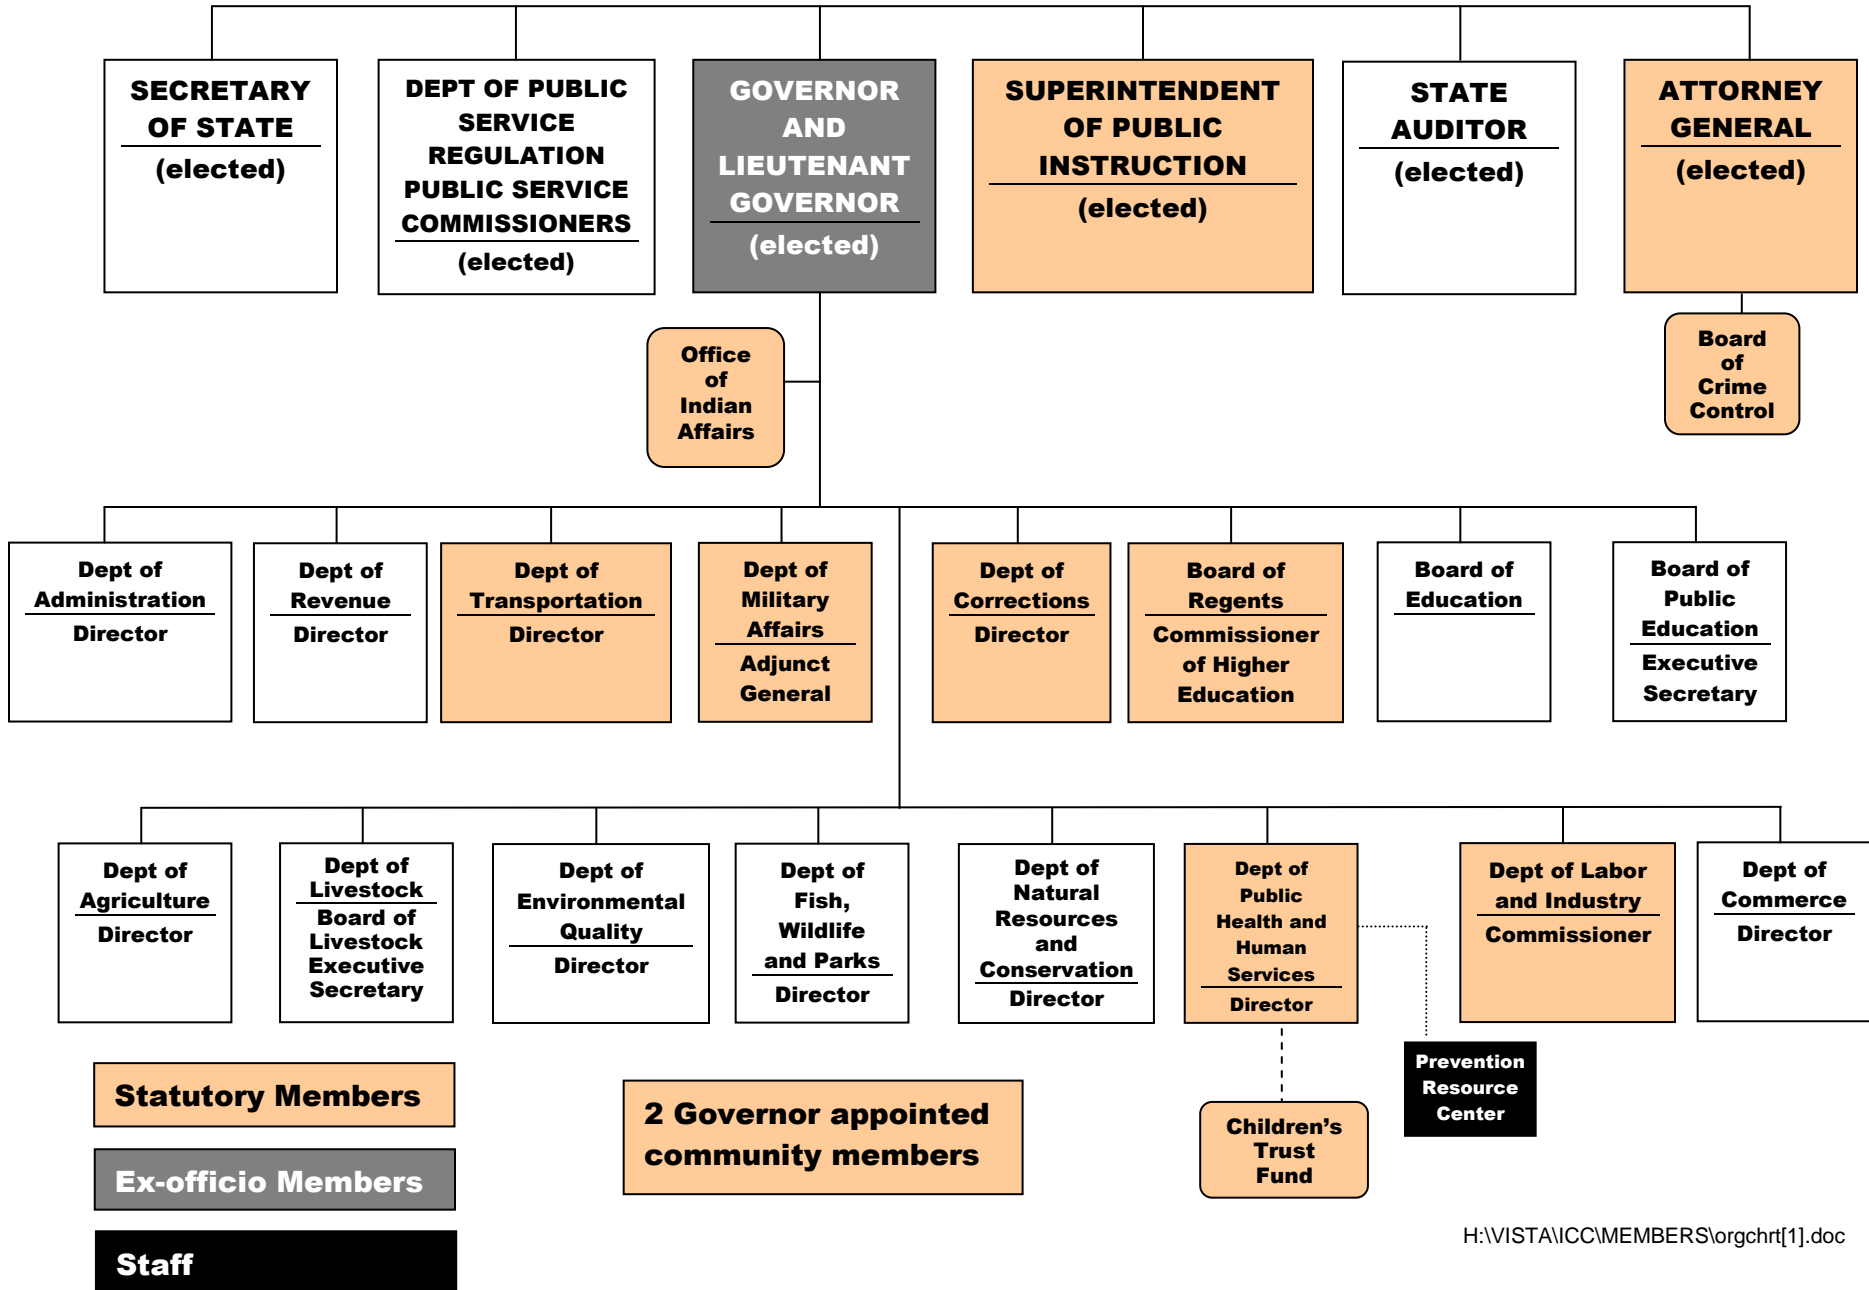 SECRETARY
OF STATE
(elected)
DEPT OF PUBLIC
SERVICE
REGULATION
PUBLIC SERVICE
COMMISSIONERS
(elected)
GOVERNOR
AND
LIEUTENANT
GOVERNOR
(elected)
SUPERINTENDENT
OF PUBLIC
INSTRUCTION
(elected)
STATE
AUDITOR
(elected)
ATTORNEY
GENERAL
(elected)
Office
of
Indian
Affairs
Board
of
Crime
Control
Dept of
Administration
Director
Dept of
Revenue
Director
Dept of
Transportation
Director
Dept of
Military
Affairs
Adjunct
General
Dept of
Corrections
Director
Board of
Regents
Commissioner
of Higher
Education
Board of
Education
Board of
Public
Education
Executive
Secretary
Dept of
Agriculture
Director
Dept of
Livestock
Board of
Livestock
Executive
Secretary
Dept of
Environmental
Quality
Director
Dept of
Fish,
Wildlife
and Parks
Director
Dept of
Natural
Resources
and
Conservation
Director
Dept of
Public
Health and
Human
Services
Director
Dept of Labor
and Industry
Commissioner
Dept of
Commerce
Director
Prevention
Resource
Center
Children’s
Trust
Fund
Statutory Members
Ex-officio Members
Staff
2 Governor appointed
community members
H:\VISTA\ICC\MEMBERS\orgchrt[1].doc